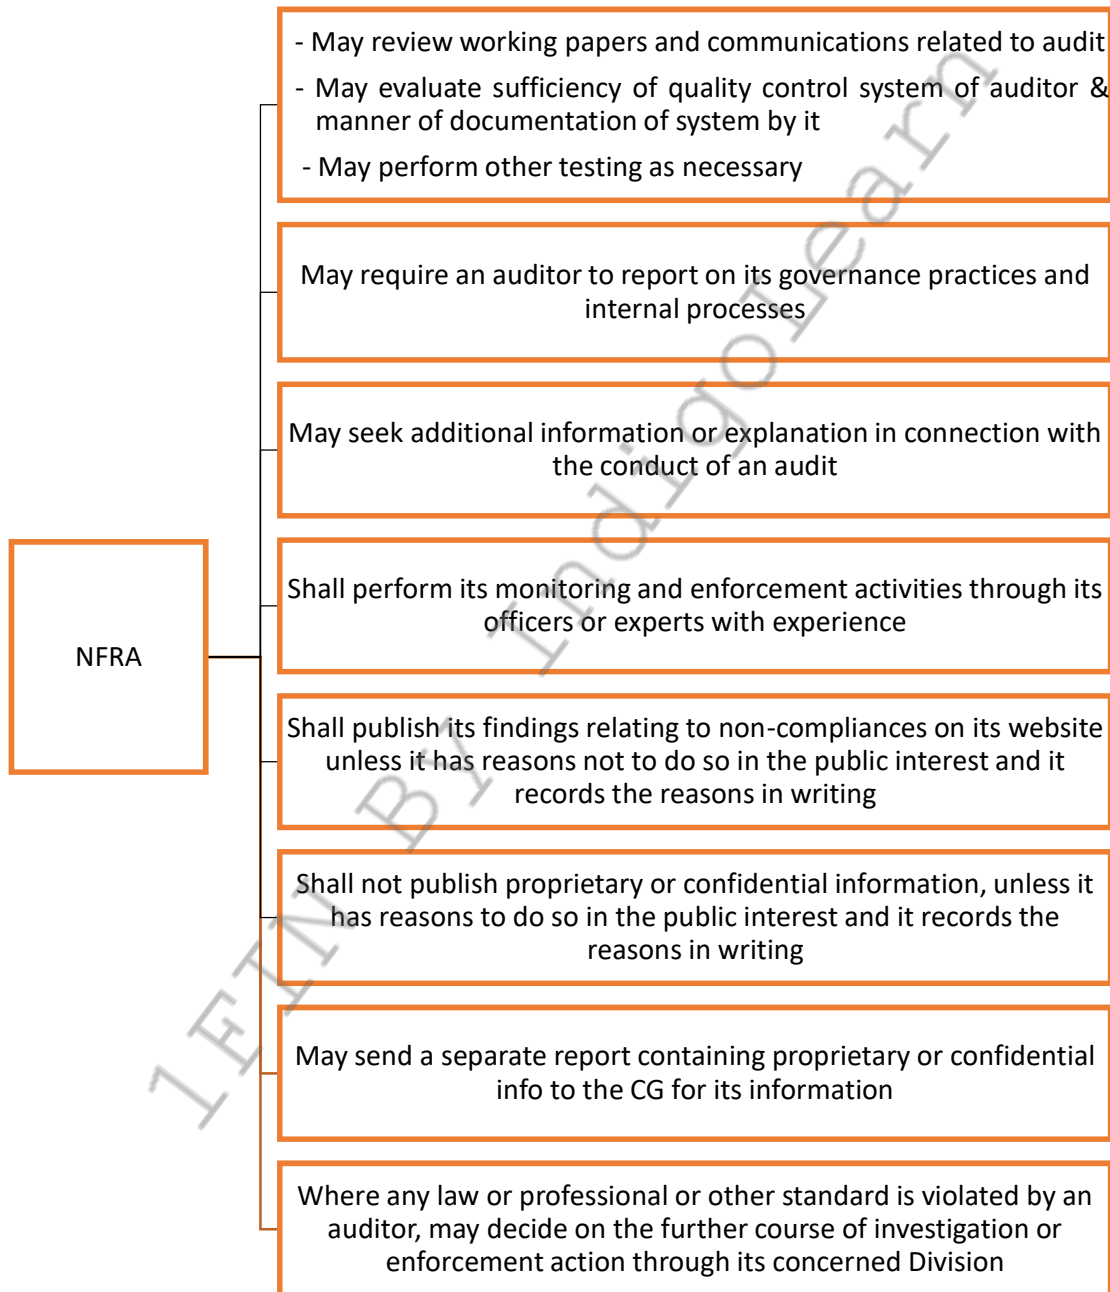 - May review working papers and communications related to audit
- May evaluate sufficiency of quality control system of auditor &
manner of documentation of system by it
- May perform other testing as necessary
May require an auditor to report on its governance practices and
internal processes
May seek additional information or explanation in connection with
the conduct of an audit
Shall perform its monitoring and enforcement activities through its
officers or experts with experience
NFRA
Shall publish its findings relating to non-compliances on its website
unless it has reasons not to do so in the public interest and it
records the reasons in writing
Shall not publish proprietary or confidential information, unless it
has reasons to do so in the public interest and it records the
reasons in writing
May send a separate report containing proprietary or confidential
info to the CG for its information
Where any law or professional or other standard is violated by an
auditor, may decide on the further course of investigation or
enforcement action through its concerned Division
1FIN By IndigoLearn